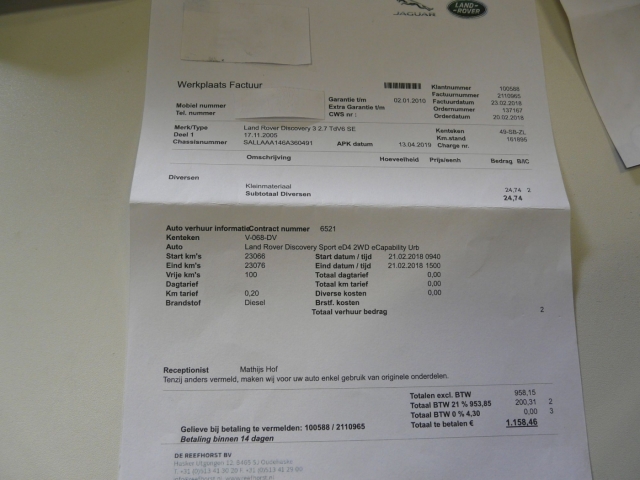 JAGUAR
LAND-
ROVER
Werkplaats Factuur
Klantnummer 100588
Factuurnummer 2110965
Garantie t/m 02.01.2010 Factuurdatum 23.02.2018
Mobiel nummer Extra Garantie t/m Ordernummer 137167
Tel. nummer CWS nr : Orderdatum 20.02.2018
Merk/Type Land Rover Discovery 3 2.7 TdV6 SE Kenteken 49-SB-ZL
Deel 1 17.11.2005 Km.stand 181895
Chassisnummer SALLAAA146A360491 APK datum 13.04.2019 Charge nr.
Omschrijving Hoeveelheid Prijs/eenh Bedrag B/C
Diversen
Kleinmateriaal 24,74 2
Subtotaal Diversen 24,74
Auto verhuur informatieContract nummer 6521
Kenteken V-068-DV
Auto Land Rover Discovery Sport eD4 2WD eCapability Urb
Start km's 23066 Start datum / tijd 21.02.2018 0940
Eind km's 23076 Eind datum / tijd 21.02.2018 1500
Vrije km's 100 Totaal dagtarief 0,00
Dagtarief Totaal km tarief 0,00
Km tarief 0,20 Diverse kosten 0,00
Brandstof Diesel Brstf. kosten
Totaal verhuur bedrag 2
Receptionist Mathijs Hof
Tenzij anders vermeld, maken wij voor uw auto enkel gebruik van originele onderdelen.
Totalen excl. BTW 958,15
Totaal BTW 21 % 953,85 200,31 2
Totaal BTW 0 % 4,30 0,00 3
Gelieve bij betaling te vermelden: 100588 / 2110965 Totaal te betalen € 1.158,46
Betaling binnen 14 dagen
DE REEFHORST BV